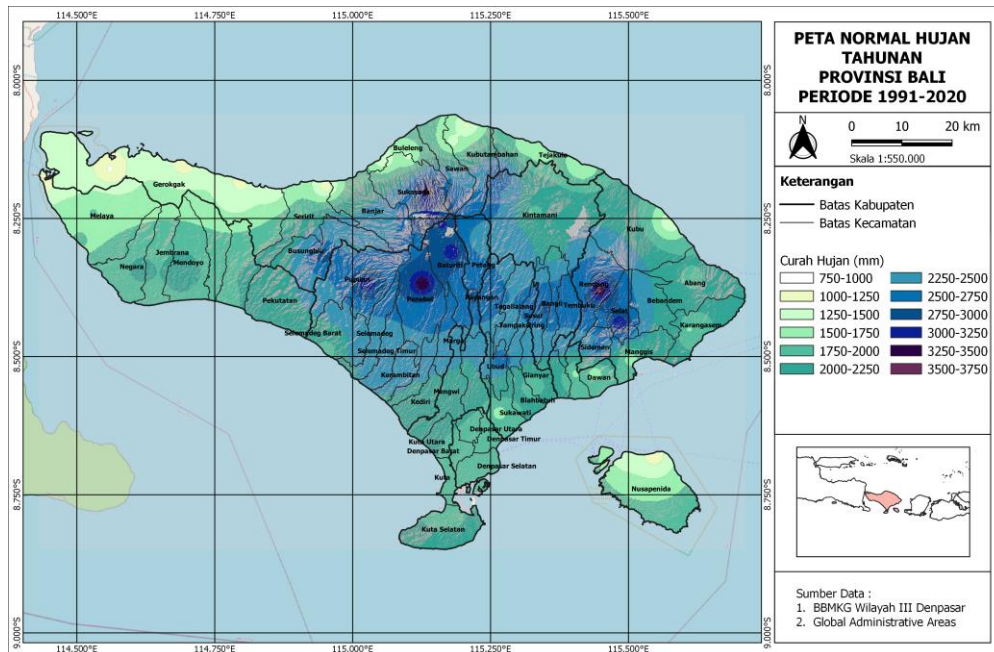 PETA NORMAL HUJAN
TAHUNAN
PROVINSI BALI
PERIODE 1991-2020
N
0 10 20 km
Skala 1:550.000
Keterangan
Batas Kabupaten
Batas Kecamatan
Curah Hujan (mm)
750-1000 2250-2500
1000-1250 2500-2750
1250-1500 2750-3000
1500-1750 3000-3250
1750-2000 3250-3500
2000-2250 3500-3750
Sumber Data :
1. BBMKG Wilayah III Denpasar
2. Global Administrative Areas
114.500°E 114.750°E 115.000°E 115.250°E 115.500°E
8.000°S 8.000°S
Buleleng
Kubutambahan
Tejakula
Sawan
Gerokgak
Sukasada
Banjar
Seririt
Kintamani
8.250°S 8.250°S
Melaya
Kubu
Jembrana
Negara
Mendoyo
Busungbiu
Pupuan
Baturiti
Petang
Penebel
Payangan
Tegallalang
Bangli
Tembuku
Susut
Tampaksiring
Rendang
Selat
Abang
Bebandem
Karangasem
Pekutatan
Selemadeg Barat
Selemadeg
Selemadeg Timur
Marga
Sidemen
Manggis
8.500°S 8.500°S
Kerambitan
Ubud
Gianyar
Dawan
Kediri
Mengwi
Blahbatuh
Sukawati
Denpasar Utara
Kuta Utara
Denpasar Timur
Denpasar Barat
Denpasar Selatan
Kuta
Nusapenida
8.750°S 8.750°S
Kuta Selatan
9.000°S 9.000°S
114.500°E 114.750°E 115.000°E 115.250°E 115.500°E